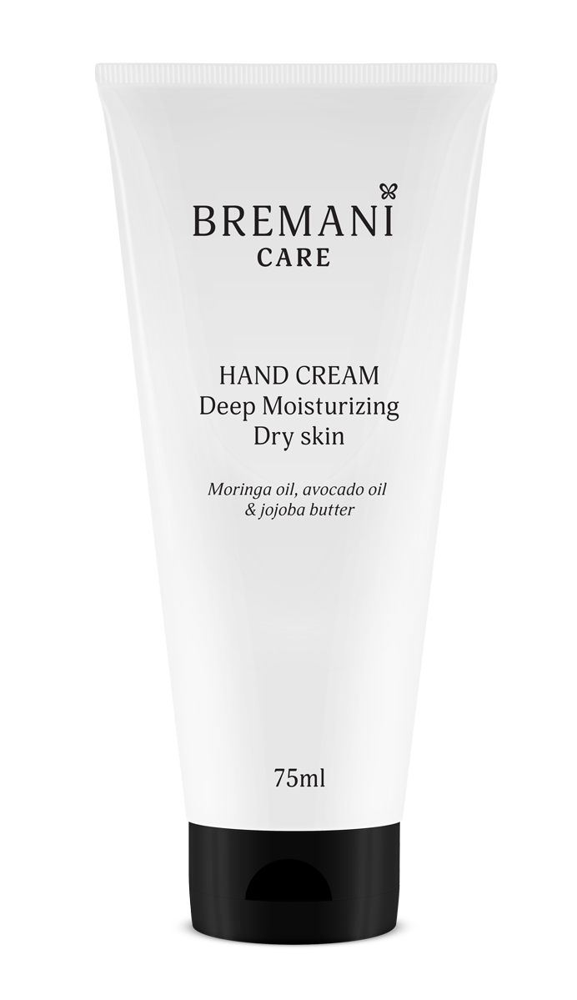 BREMANI
CARE
HAND CREAM
Deep Moisturizing
Dry skin
Moringa oil, avocado oil
& jojoba butter
75ml